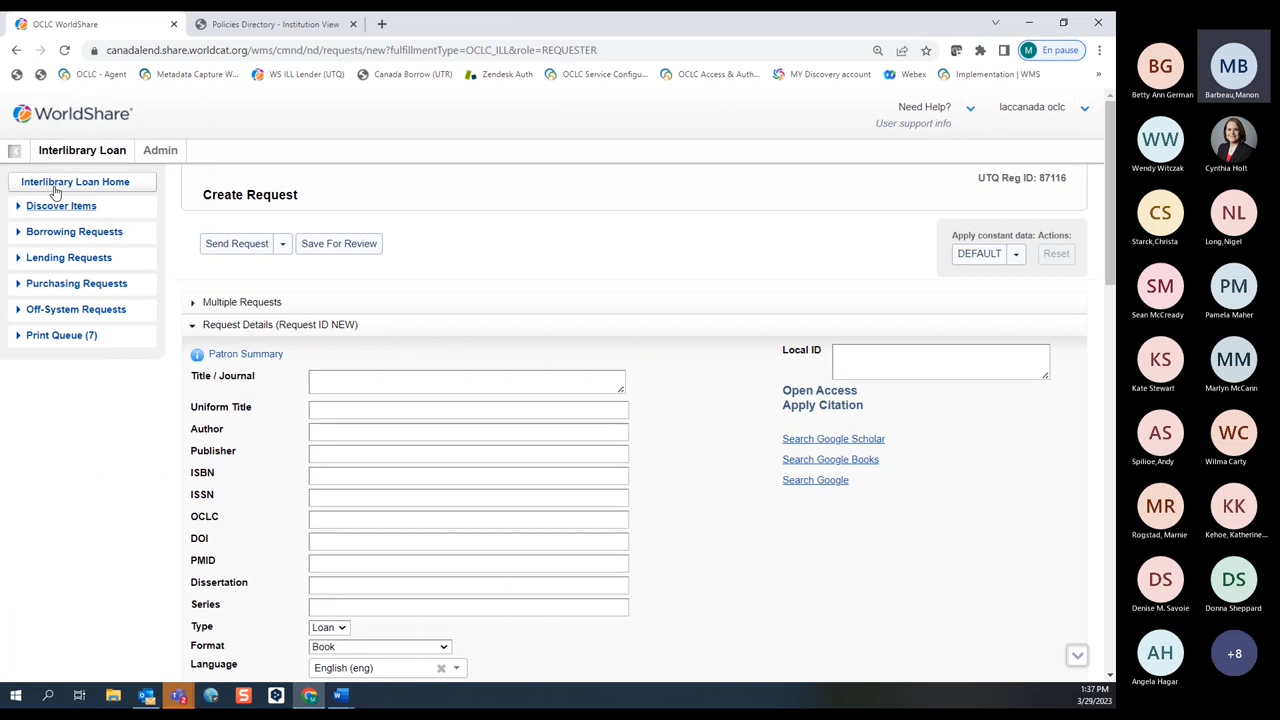 OCLC WorldShare
Policies Directory - Institution View
canadalend.share.worldcat.org/wms/cmnd/nd/requests/new?fulfillmentType=OCLC_ILL&role=REQUESTER
M En pause
OCLC - Agent
Metadata Capture W...
WS ILL Lender (UTQ)
Canada Borrow (UTR)
Zendesk Auth
OCLC Service Configu...
OCLC Access & Auth...
MY Discovery account
Webex
Implementation | WMS
»
WorldShare®
Need Help?
User support info
laccanada oclc
Interlibrary Loan
Admin
Interlibrary Loan Home
Discover Items
Borrowing Requests
Lending Requests
Purchasing Requests
Off-System Requests
Print Queue (7)
UTQ Reg ID: 87116
Create Request
Send Request
Save For Review
Apply constant data: Actions:
DEFAULT
Reset
Multiple Requests
Request Details (Request ID NEW)
Patron Summary
Title / Journal
Uniform Title
Author
Publisher
ISBN
ISSN
OCLC
DOI
PMID
Dissertation
Series
Type
Loan
Format
Book
Language
English (eng)
Local ID
Open Access
Apply Citation
Search Google Scholar
Search Google Books
Search Google
1:37 PM
3/29/2023
BG
Betty Ann German
MB
Barbeau,Manon
WW
Wendy Witczak
Cynthia Holt
CS
Starck,Christa
NL
Long,Nigel
SM
Sean McCready
PM
Pamela Maher
KS
Kate Stewart
MM
Marlyn McCann
AS
Spilioe,Andy
WC
Wilma Carty
MR
Rogstad, Marnie
KK
Kehoe, Katherine...
DS
Denise M. Savoie
DS
Donna Sheppard
AH
Angela Hagar
+8